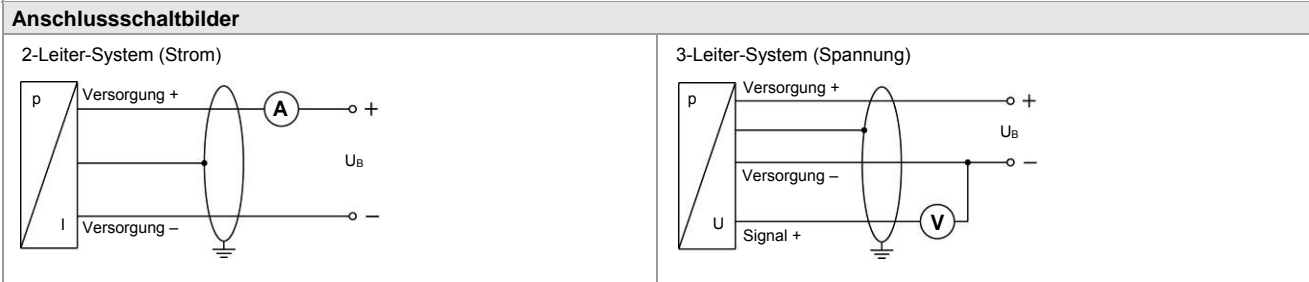 Anschlussschaltbilder
2-Leiter-System (Strom)
p
Versorgung +
A
+
UB
I
Versorgung –
–
3-Leiter-System (Spannung)
p
Versorgung +
+
UB
Versorgung –
–
U
Signal +
V